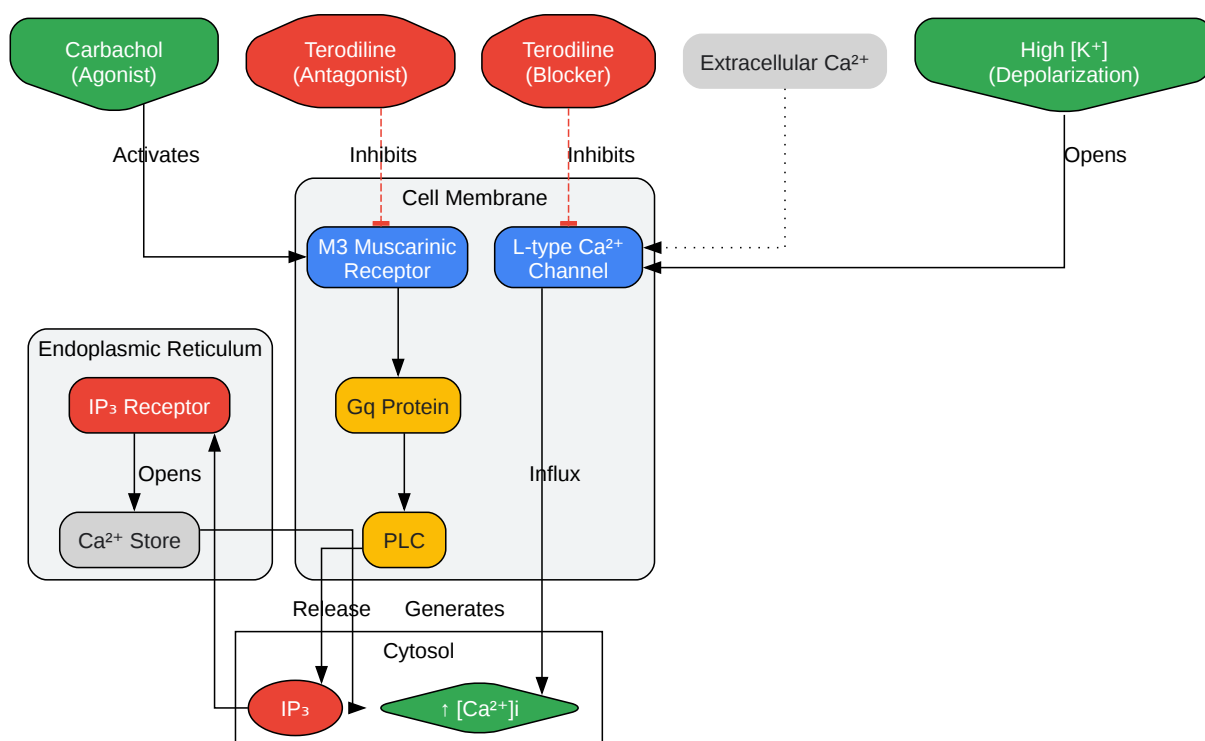 Carbachol
(Agonist)
Terodiline
(Antagonist)
Terodiline
(Blocker)
Extracellular Ca²⁺
High [K⁺]
(Depolarization)
Activates
Inhibits
Inhibits
Opens
Cell Membrane
M3 Muscarinic
Receptor
L-type Ca²⁺
Channel
Endoplasmic Reticulum
IP₃ Receptor
Gq Protein
Opens
Influx
Ca²⁺ Store
PLC
Release
Generates
Cytosol
IP₃
↑ [Ca²⁺]i